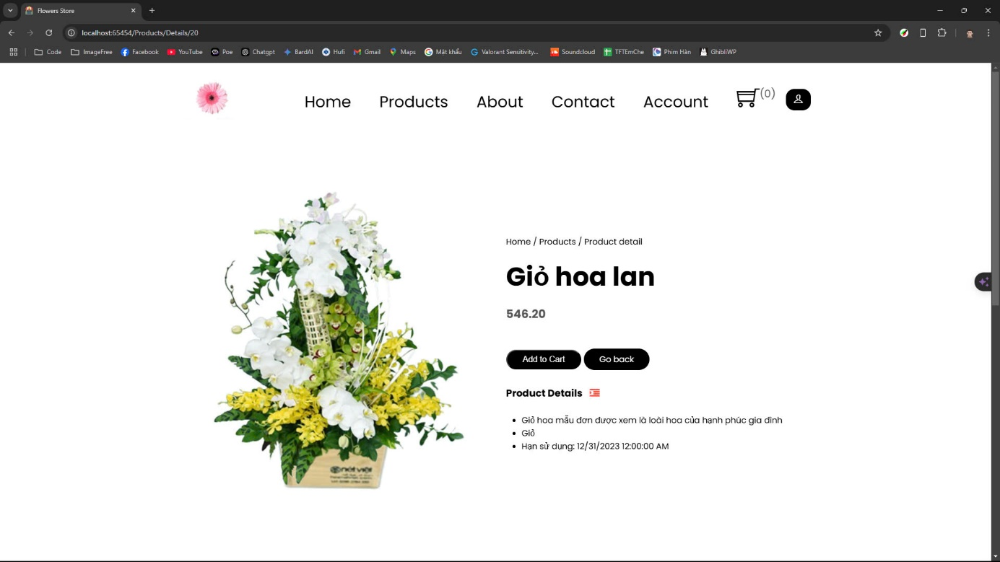 Flowers Store
localhost:65454/Products/Details/20
Code ImageFree Facebook YouTube Poe Chatgpt BardAI Hufi Gmail Maps Mật khẩu Valorant Sensitivity... Soundcloud TFTEmChe Phim Hàn GhibliWP
Home Products About Contact Account (0)
Home / Products / Product detail
Giỏ hoa lan
546.20
Add to Cart Go back
Product Details
Giỏ hoa mẫu đơn được xem là loài hoa của hạnh phúc gia đình
Giỏ
Hạn sử dụng: 12/31/2023 12:00:00 AM
nét việt